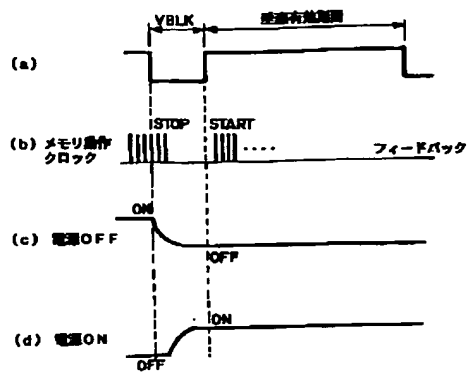 VBLK 垂直有効期間
(a)
STOP START
(b) メモリ動作
クロック フィードバック
ON
(c) 電源OFF
OFF
ON
(d) 電源ON
OFF